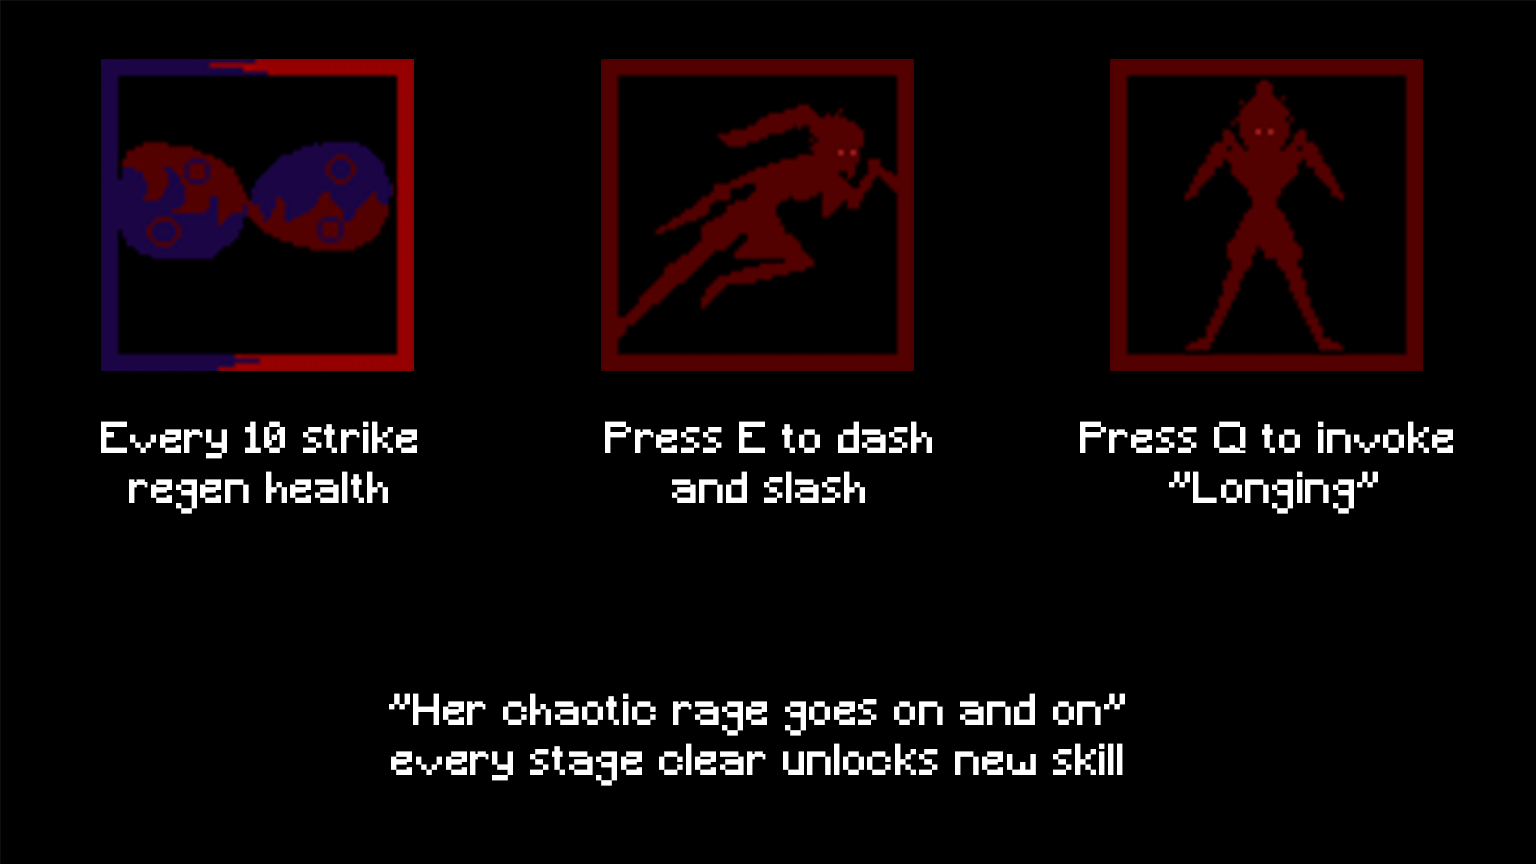 Every 10 strike
regen health
Press E to dash
and slash
Press Q to invoke
"Longing"
"Her chaotic rage goes on and on"
every stage clear unlocks new skill